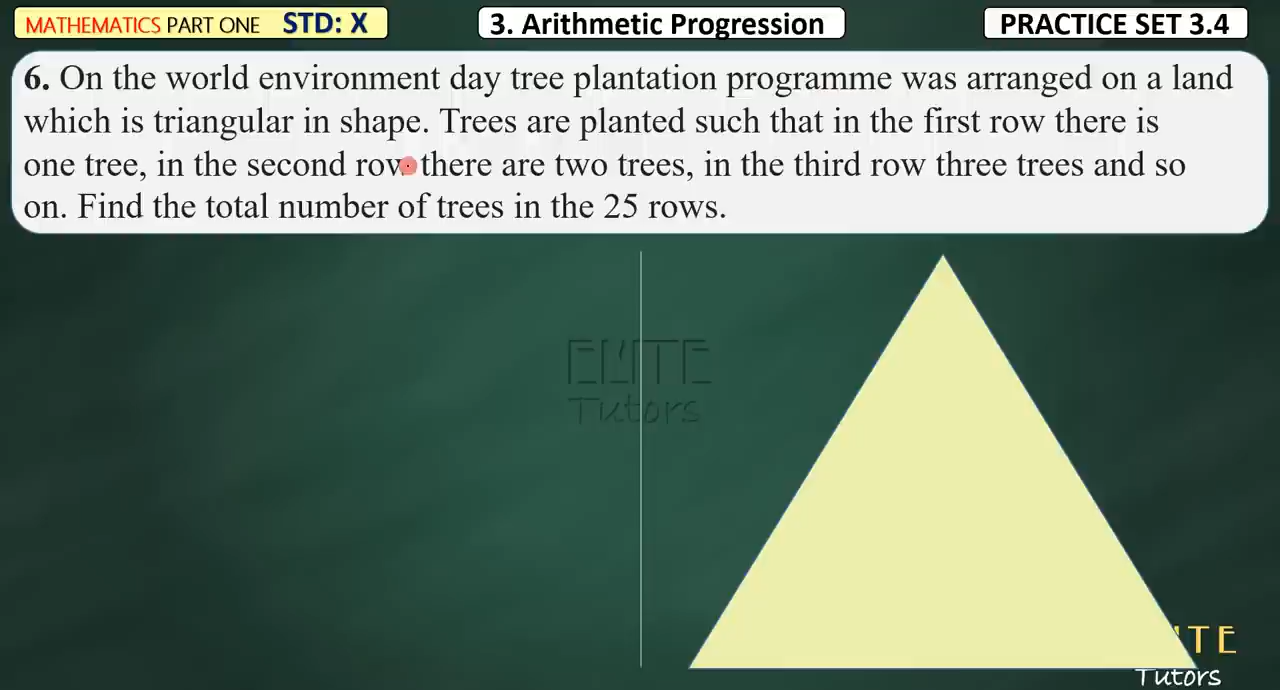 MATHEMATICS PART ONE STD: X
3. Arithmetic Progression
PRACTICE SET 3.4
6. On the world environment day tree plantation programme was arranged on a land
which is triangular in shape. Trees are planted such that in the first row there is
one tree, in the second row there are two trees, in the third row three trees and so
on. Find the total number of trees in the 25 rows.
ELITE
Tutors
ITE
Tutors